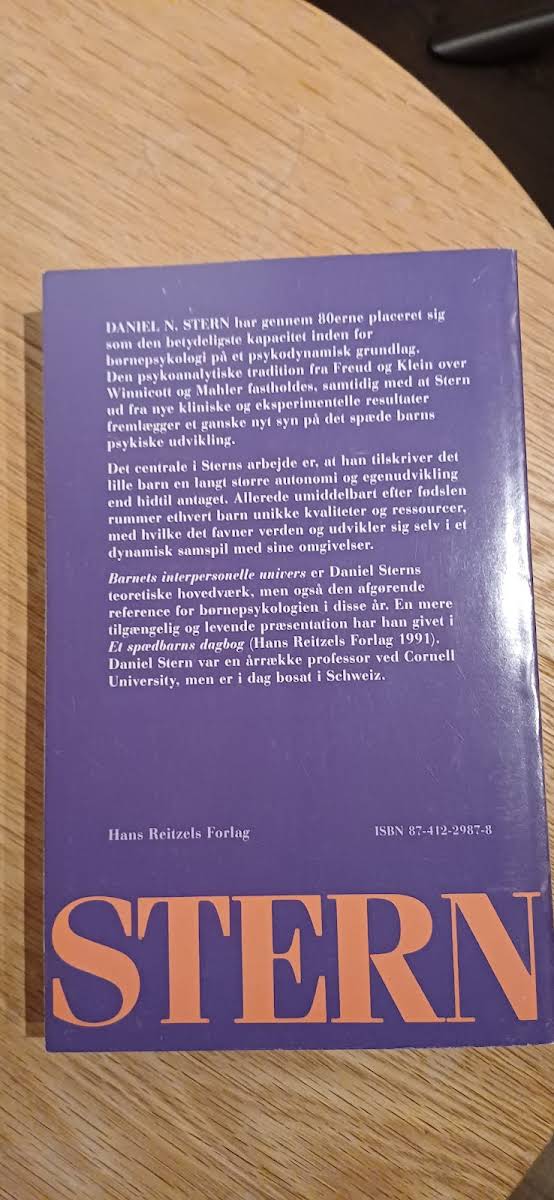 DANIEL N. STERN har gennem 80erne placeret sig
som den betydeligste kapacitet inden for
børnepsykologi på et psykodynamisk grundlag.
Den psykoanalytiske tradition fra Freud og Klein over
Winnicott og Mahler fastholdes, samtidig med at Stern
ud fra nye kliniske og eksperimentelle resultater
fremlægger et ganske nyt syn på det spæde barns
psykiske udvikling.
Det centrale i Sterns arbejde er, at han tilskriver det
lille barn en langt større autonomi og egenudvikling
end hidtil antaget. Allerede umiddelbart efter fødslen
rummer ethvert barn unikke kvaliteter og ressourcer,
med hvilke det favner verden og udvikler sig selv i et
dynamisk samspil med sine omgivelser.
Barnets interpersonelle univers er Daniel Sterns
teoretiske hovedværk, men også den afgørende
reference for børnepsykologien i disse år. En mere
tilgængelig og levende præsentation har han givet i
Et spædbarns dagbog (Hans Reitzels Forlag 1991).
Daniel Stern var en årrække professor ved Cornell
University, men er i dag bosat i Schweiz.
Hans Reitzels Forlag ISBN 87-412-2987-8
STERN